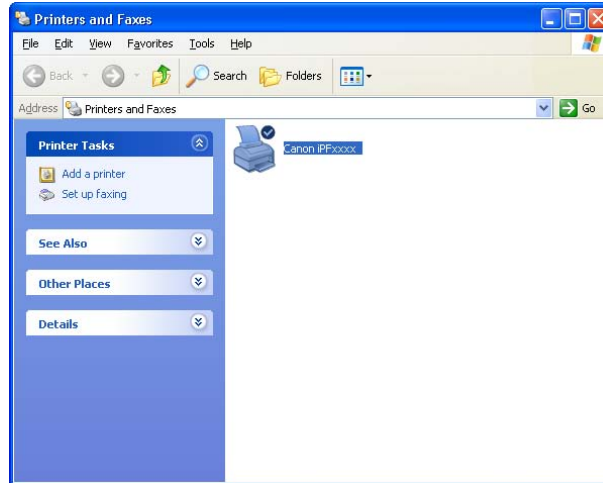 Printers and Faxes
File Edit View Favorites Tools Help
Back Search Folders
Address Printers and Faxes Go
Printer Tasks
Canon iPFxxxx
Add a printer
Set up faxing
See Also
Other Places
Details